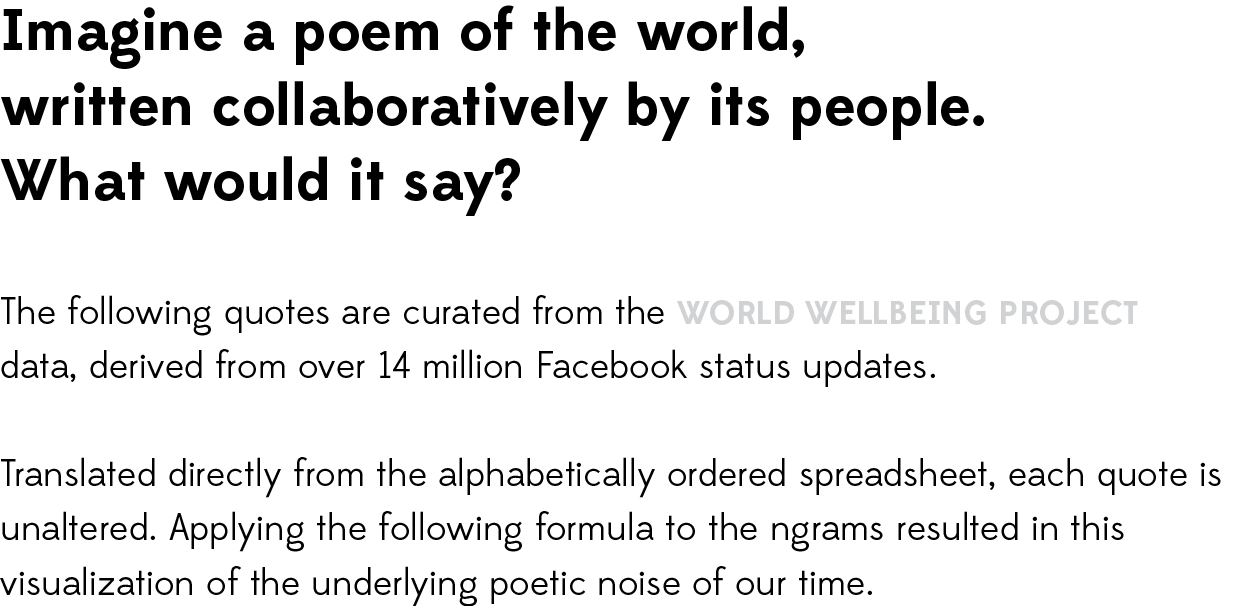 Imagine a poem of the world,
written collaboratively by its people.
What would it say?
The following quotes are curated from the WORLD WELLBEING PROJECT
data, derived from over 14 million Facebook status updates.
Translated directly from the alphabetically ordered spreadsheet, each quote is
unaltered. Applying the following formula to the ngrams resulted in this
visualization of the underlying poetic noise of our time.